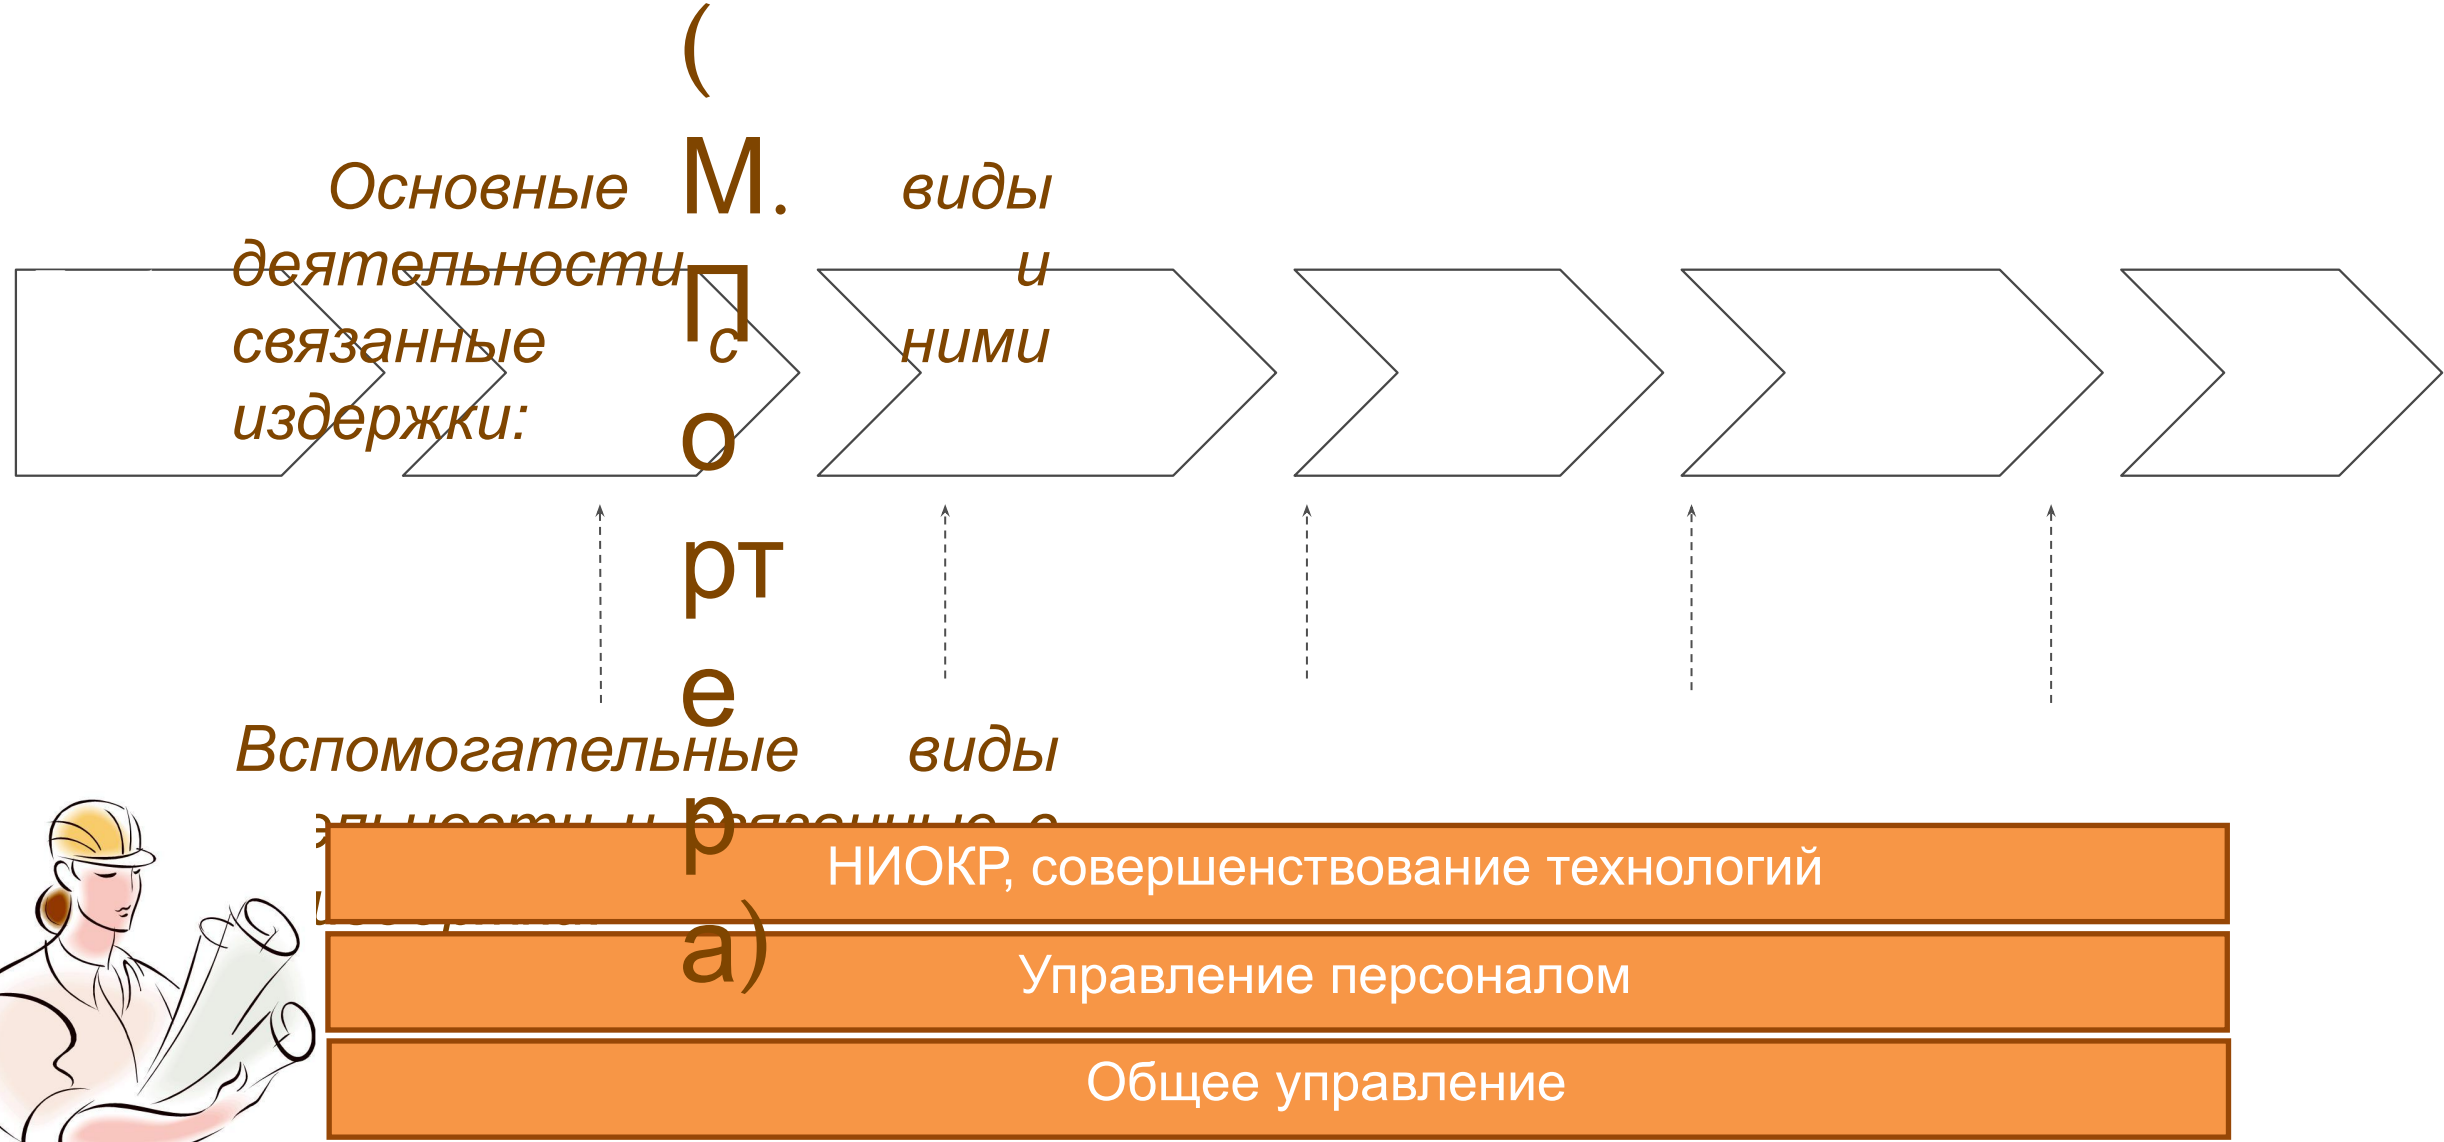 (
М.
П
о
рт
е
р
а)
Основные виды
деятельности и
связанные с ними
издержки:
Вспомогательные виды
НИОКР, совершенствование технологий
Управление персоналом
Общее управление